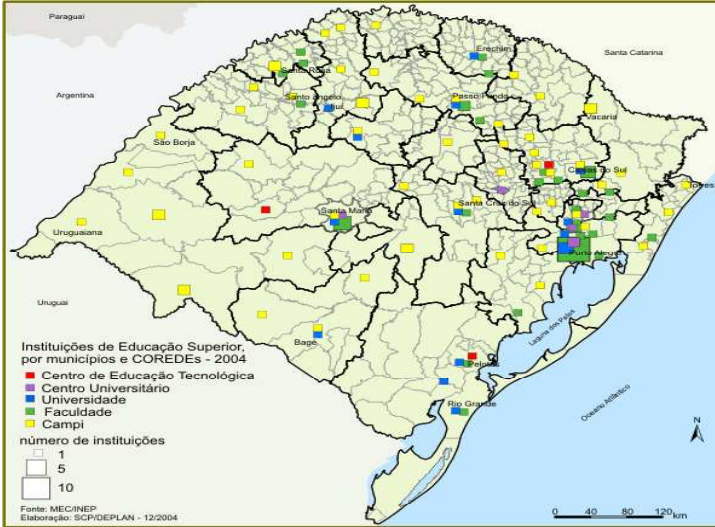 Paraguai
Santa Catarina
Argentina
Erechim
Santa Rosa
Santo ângelo
Ijuí
Passo Fundo
Vacaria
São Borja
Caxias do Sul
Torres
Santa Maria
Santa Cruz do Sul
Uruguaiana
Porto Alegre
Uruguai
Laguna dos Patos
Bagé
Pelotas
Rio Grande
Oceano Atlântico
Instituições de Educação Superior,
por municípios e COREDEs - 2004
Centro de Educação Tecnológica
Centro Universitário
Universidade
Faculdade
Campi
número de instituições
1
5
10
Fonte: MEC/INEP
Elaboração: SCP/DEPLAN - 12/2004
N
0 40 80 120
km